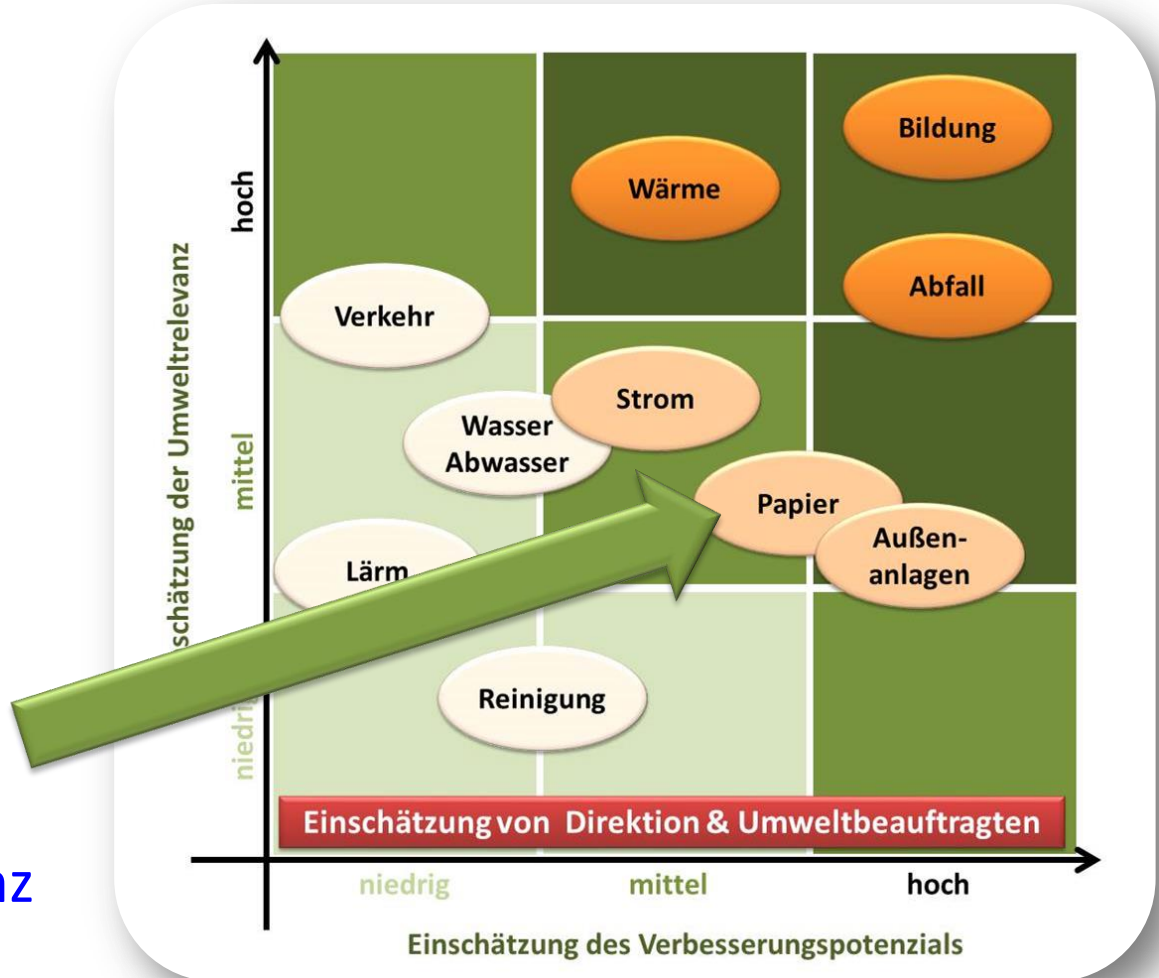 hoch
mittel
niedrig
schätzung der Umweltrelevanz
Bildung
Wärme
Abfall
Verkehr
Strom
Wasser
Abwasser
Papier
Außen-
anlagen
Lärm
Reinigung
Einschätzung von Direktion & Umweltbeauftragten
niedrig
mittel
hoch
Einschätzung des Verbesserungspotenzials
nz